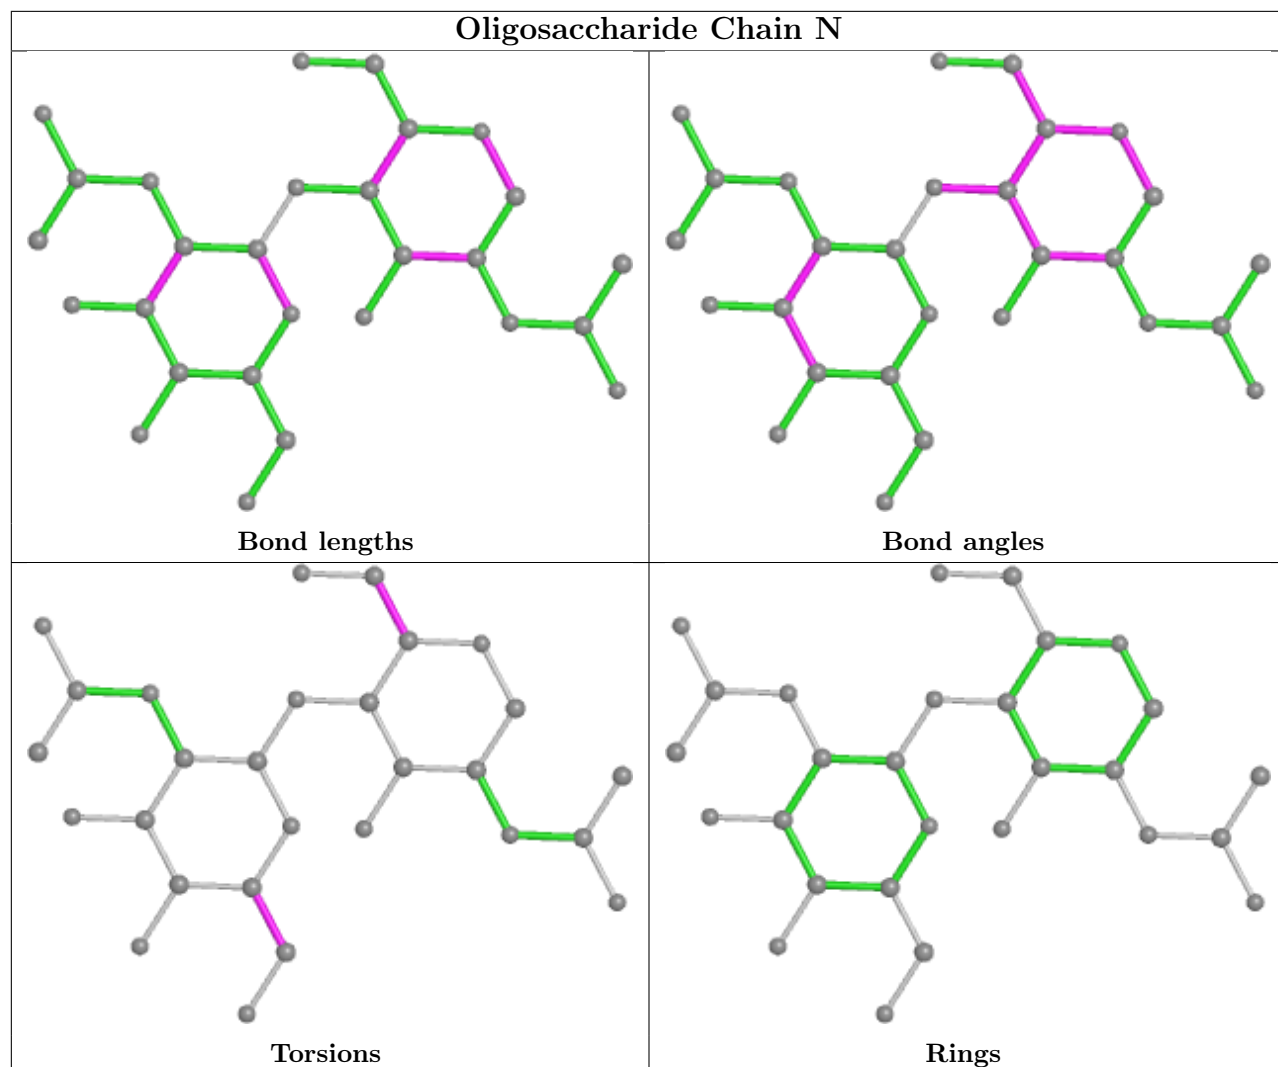 Oligosaccharide Chain N
Bond lengths
Bond angles
Torsions
Rings